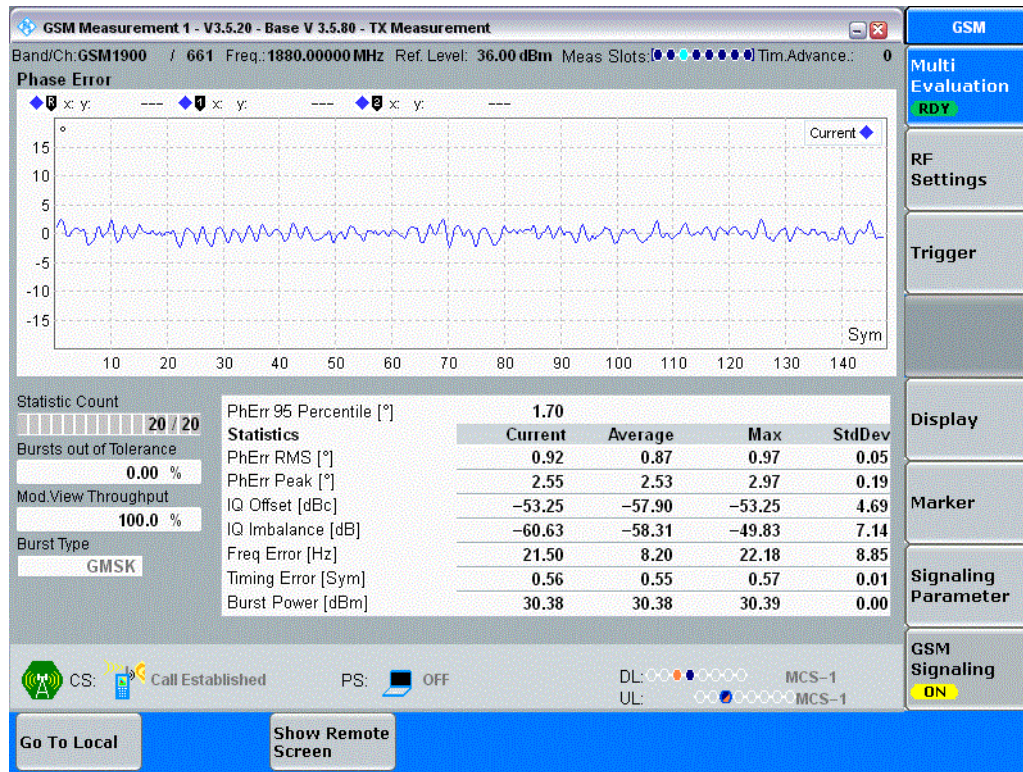 GSM Measurement 1 - V3.5.20 - Base V 3.5.80 - TX Measurement
GSM
Band/Ch.:GSM1900 / 661 Freq.:1880.00000 MHz Ref. Level: 36.00 dBm Meas Slots: Tim.Advance.: 0
Phase Error
R x: y: --- 1 x: y: --- 2 x: y: ---
°
Current
15
10
5
0
-5
-10
-15
Sym
10 20 30 40 50 60 70 80 90 100 110 120 130 140
Statistic Count
20 / 20
Bursts out of Tolerance
0.00 %
Mod.View Throughput
100.0 %
Burst Type
GMSK
PhErr 95 Percentile [°] 1.70
Statistics Current Average Max StdDev
PhErr RMS [°] 0.92 0.87 0.97 0.05
PhErr Peak [°] 2.55 2.53 2.97 0.19
IQ Offset [dBc] −53.25 −57.90 −53.25 4.69
IQ Imbalance [dB] −60.63 −58.31 −49.83 7.14
Freq Error [Hz] 21.50 8.20 22.18 8.85
Timing Error [Sym] 0.56 0.55 0.57 0.01
Burst Power [dBm] 30.38 30.38 30.39 0.00
CS: Call Established PS: OFF
DL: MCS−1
UL: MCS−1
Multi
Evaluation
RDY
RF
Settings
Trigger
Display
Marker
Signaling
Parameter
GSM
Signaling
ON
Go To Local
Show Remote
Screen